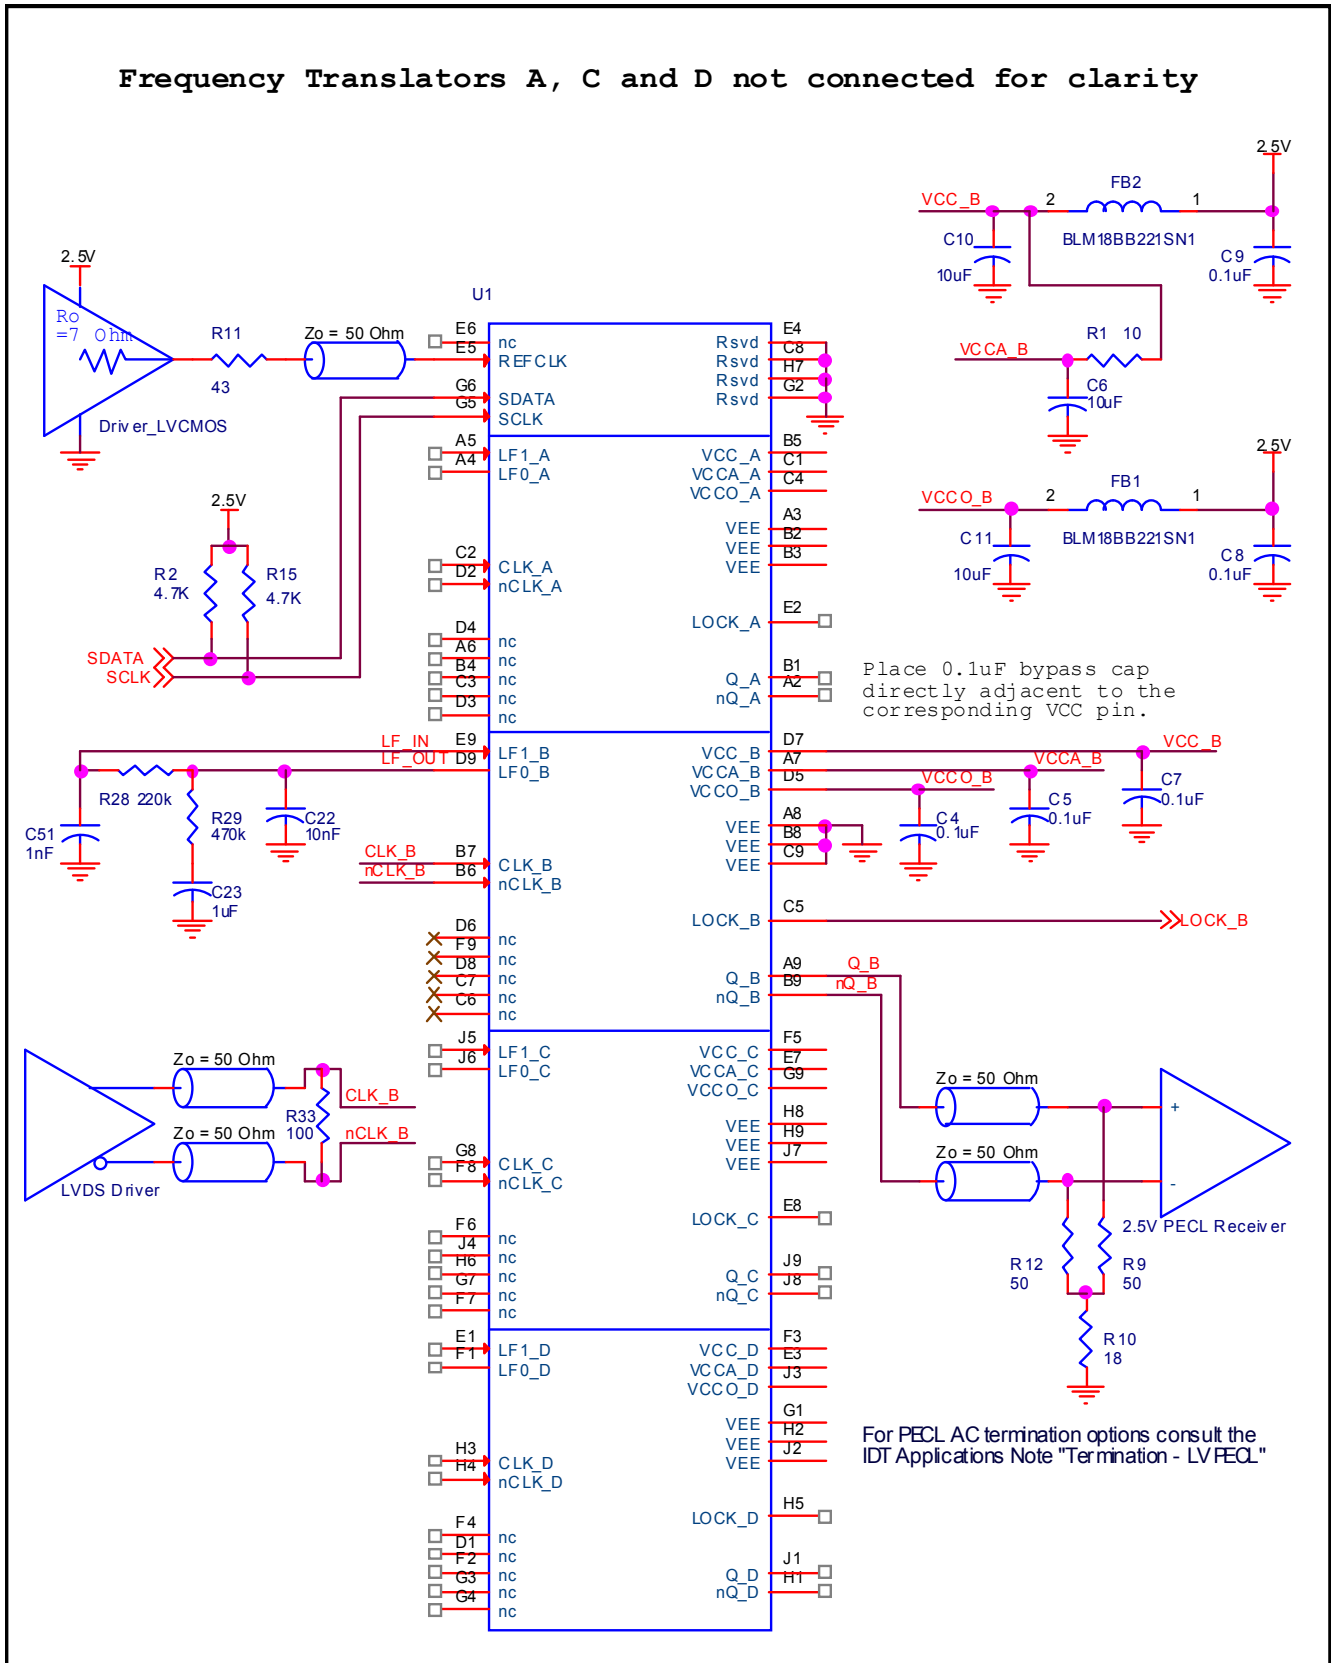 Frequency Translators A, C and D not connected for clarity
2.5V
FB2
VCC_B
2
1
C10
10uF
BLM18BB221SN1
C9
0.1uF
2.5V
U1
Ro
=7 Ohm
R11
43
Zo = 50 Ohm
Driver_LVCMOS
VCCA_B
R1 10
C6
10uF
2.5V
FB1
VCCO_B
2
1
C11
10uF
BLM18BB221SN1
C8
0.1uF
E6
nc
E5
REFCLK
G6
SDATA
G5
SCLK
E4
Rsvd
C8
Rsvd
H7
Rsvd
G2
Rsvd
A5
LF1_A
A4
LF0_A
B5
VCC_A
C1
VCCA_A
C4
VCCO_A
A3
VEE
B2
VEE
B3
VEE
2.5V
R2
4.7K
R15
4.7K
SDATA
SCLK
C2
CLK_A
D2
nCLK_A
E2
LOCK_A
D4
nc
A6
nc
B4
nc
C3
nc
D3
nc
B1
Q_A
A2
nQ_A
Place 0.1uF bypass cap
directly adjacent to the
corresponding VCC pin.
LF_IN
E9
LF1_B
LF_OUT
D9
LF0_B
R28 220k
R29
470k
C22
10nF
C51
1nF
C23
1uF
D7
VCC_B
VCC_B
A7
VCCA_B
VCCA_B
D5
VCCO_B
VCCO_B
C7
0.1uF
C5
0.1uF
C4
0.1uF
A8
VEE
B8
VEE
C9
VEE
CLK_B
B7
CLK_B
nCLK_B
B6
nCLK_B
C5
LOCK_B
LOCK_B
D6
nc
F9
nc
D8
nc
C7
nc
C6
nc
A9
Q_B
Q_B
B9
nQ_B
nQ_B
J5
LF1_C
J6
LF0_C
F5
VCC_C
E7
VCCA_C
G9
VCCO_C
H8
VEE
H9
VEE
J7
VEE
Zo = 50 Ohm
CLK_B
R33
100
Zo = 50 Ohm
nCLK_B
LVDS Driver
G8
CLK_C
F8
nCLK_C
E8
LOCK_C
Zo = 50 Ohm
+
Zo = 50 Ohm
-
2.5V PECL Receiver
R12
50
R9
50
R10
18
F6
nc
J4
nc
H6
nc
G7
nc
F7
nc
J9
Q_C
J8
nQ_C
E1
LF1_D
F1
LF0_D
F3
VCC_D
E3
VCCA_D
J3
VCCO_D
G1
VEE
H2
VEE
J2
VEE
For PECL AC termination options consult the
IDT Applications Note "Termination - LVPECL"
H3
CLK_D
H4
nCLK_D
H5
LOCK_D
F4
nc
D1
nc
F2
nc
G3
nc
G4
nc
J1
Q_D
H1
nQ_D